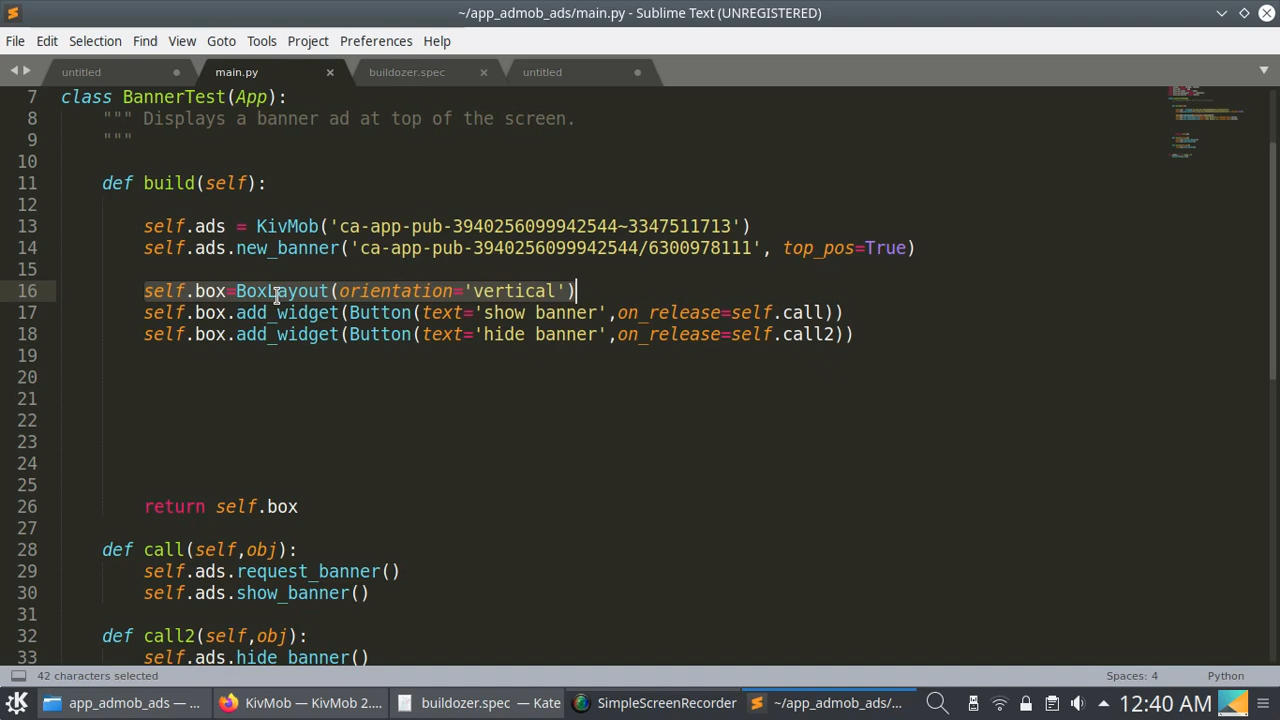 ~/app_admob_ads/main.py - Sublime Text (UNREGISTERED)
File Edit Selection Find View Goto Tools Project Preferences Help
untitled main.py buildozer.spec untitled
7 class BannerTest(App):
8 """ Displays a banner ad at top of the screen.
9 """
10
11 def build(self):
12
13 self.ads = KivMob('ca-app-pub-3940256099942544~3347511713')
14 self.ads.new_banner('ca-app-pub-3940256099942544/6300978111', top_pos=True)
15
16 self.box=BoxLayout(orientation='vertical')
17 self.box.add_widget(Button(text='show banner',on_release=self.call))
18 self.box.add_widget(Button(text='hide banner',on_release=self.call2))
19
20
21
22
23
24
25
26 return self.box
27
28 def call(self,obj):
29 self.ads.request_banner()
30 self.ads.show_banner()
31
32 def call2(self,obj):
33 self.ads.hide_banner()
42 characters selected Spaces: 4 Python
app_admob_ads — ... KivMob — KivMob 2.... buildozer.spec — Kate SimpleScreenRecorder ~/app_admob_ads/... 12:40 AM